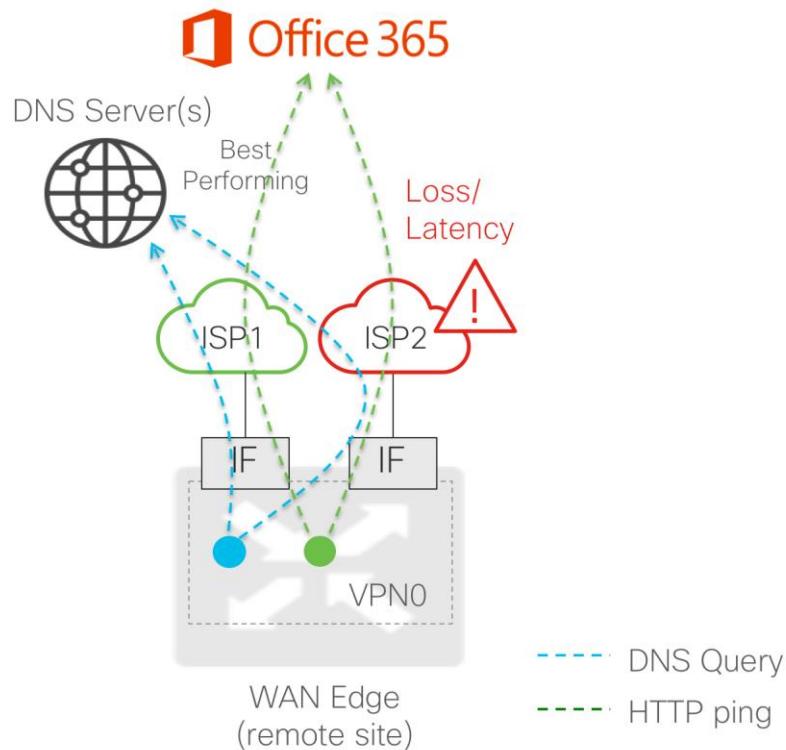 Office 365
DNS Server(s)
Best
Performing
Loss/
Latency
!
ISP1
ISP2
IF
IF
VPN0
DNS Query
WAN Edge
(remote site)
HTTP ping